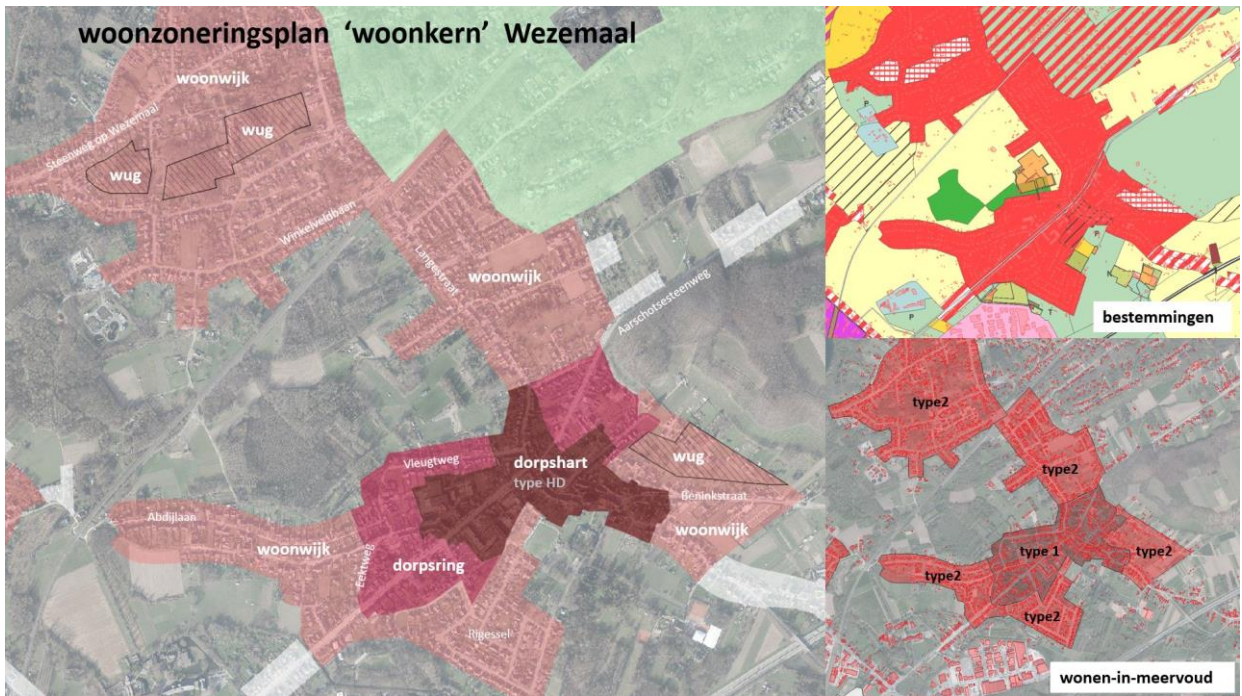 woonzoneringsplan ‘woonkern’ Wezemaal
woonwijk
wug
Steenweg op Wezemaal
wug
Winkelveldbaan
Langestraat
woonwijk
Aarschotsesteenweg
Vleugtweg
dorpshart
type HD
wug
Beninkstraat
Abdijlaan
woonwijk
woonwijk
Eektweg
dorpsring
Rigessel
P
P
N
T
P
bestemmingen
type2
type2
type 1
type2
type2
type2
wonen-in-meervoud